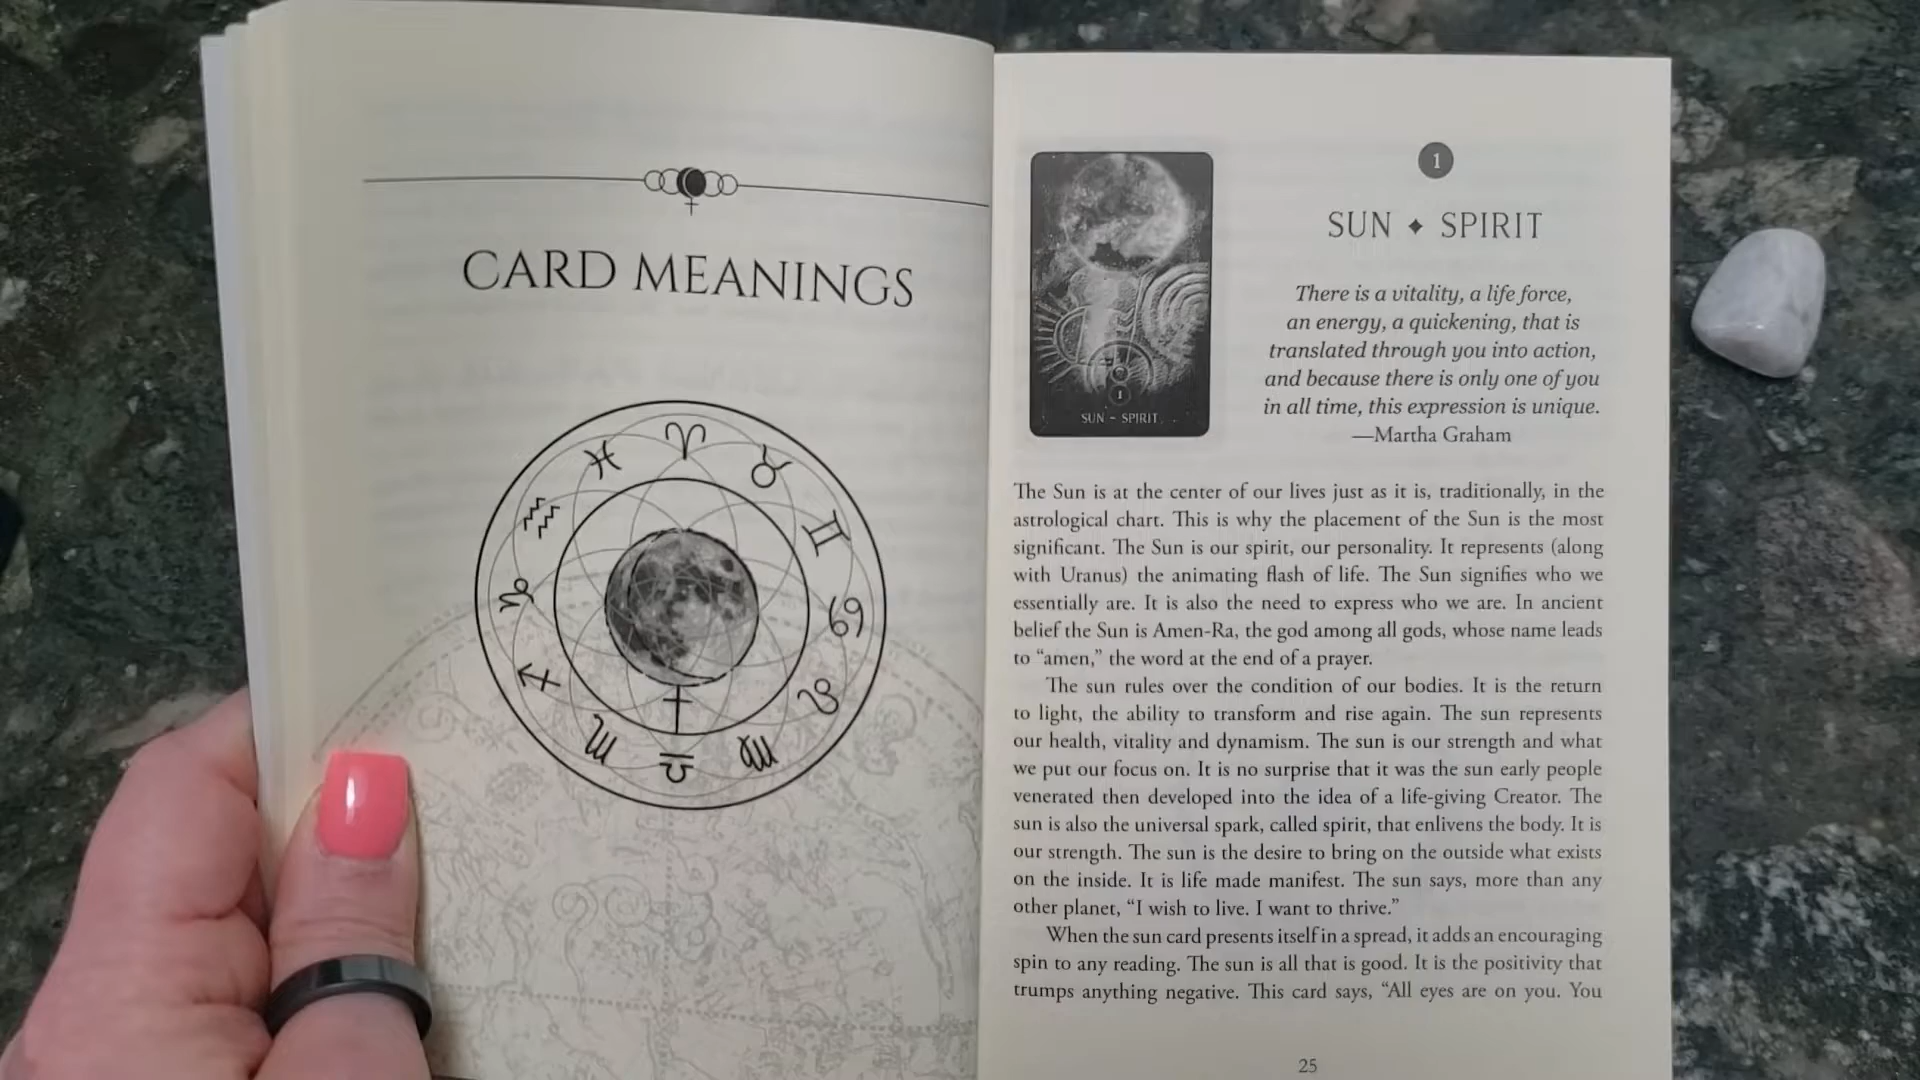 CARD MEANINGS
1
SUN ✦ SPIRIT
There is a vitality, a life force,
an energy, a quickening, that is
translated through you into action,
and because there is only one of you
in all time, this expression is unique.
—Martha Graham
1
SUN ~ SPIRIT
The Sun is at the center of our lives just as it is, traditionally, in the
astrological chart. This is why the placement of the Sun is the most
significant. The Sun is our spirit, our personality. It represents (along
with Uranus) the animating flash of life. The Sun signifies who we
essentially are. It is also the need to express who we are. In ancient
belief the Sun is Amen-Ra, the god among all gods, whose name leads
to “amen,” the word at the end of a prayer.
The sun rules over the condition of our bodies. It is the return
to light, the ability to transform and rise again. The sun represents
our health, vitality and dynamism. The sun is our strength and what
we put our focus on. It is no surprise that it was the sun early people
venerated then developed into the idea of a life-giving Creator. The
sun is also the universal spark, called spirit, that enlivens the body. It is
our strength. The sun is the desire to bring on the outside what exists
on the inside. It is life made manifest. The sun says, more than any
other planet, “I wish to live. I want to thrive.”
When the sun card presents itself in a spread, it adds an encouraging
spin to any reading. The sun is all that is good. It is the positivity that
trumps anything negative. This card says, “All eyes are on you. You
25